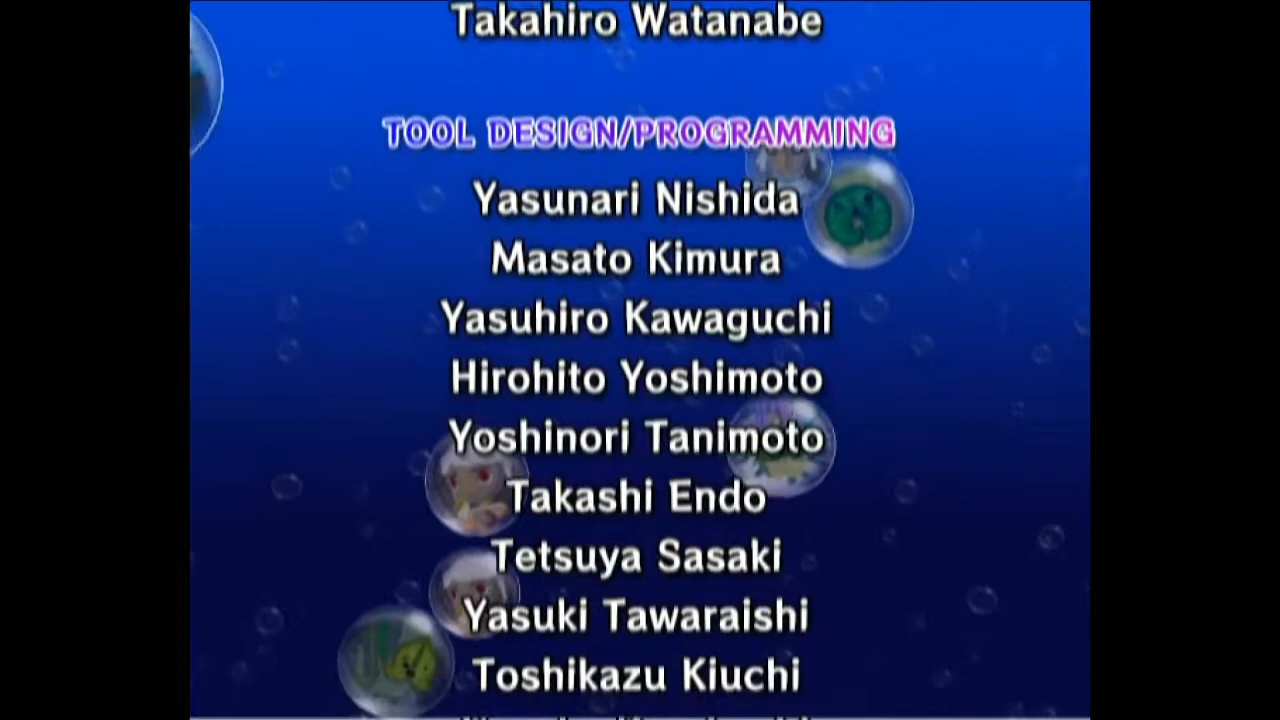 Takahiro Watanabe
TOOL DESIGN/PROGRAMMING
Yasunari Nishida
Masato Kimura
Yasuhiro Kawaguchi
Hirohito Yoshimoto
Yoshinori Tanimoto
Takashi Endo
Tetsuya Sasaki
Yasuki Tawaraishi
Toshikazu Kiuchi